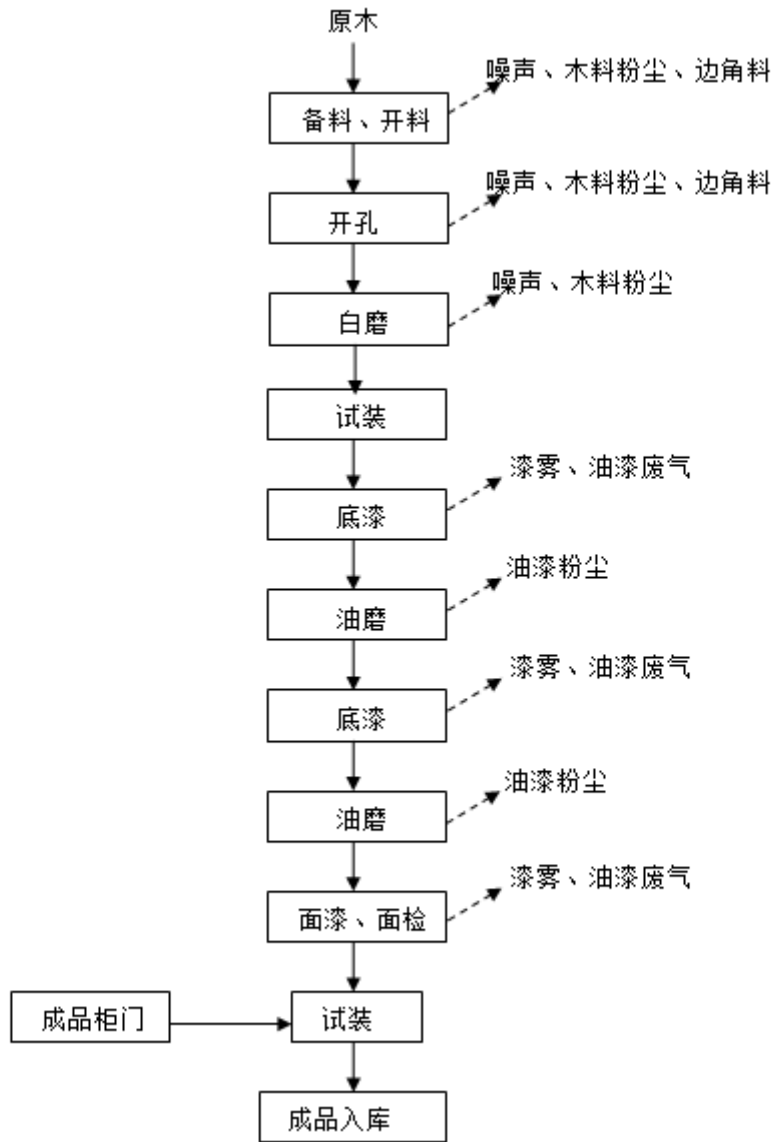 原木
噪声、木料粉尘、边角料
备料、开料
噪声、木料粉尘、边角料
开孔
噪声、木料粉尘
白磨
试装
漆雾、油漆废气
底漆
油漆粉尘
油磨
漆雾、油漆废气
底漆
油漆粉尘
油磨
漆雾、油漆废气
面漆、面检
成品柜门
试装
成品入库